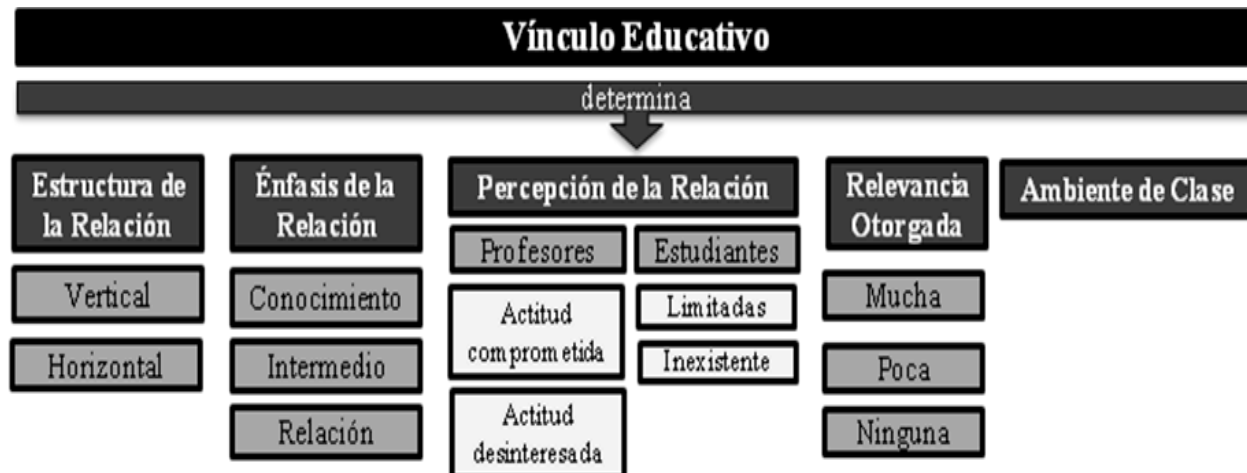 Vínculo Educativo
determina
Estructura de
la Relación
Vertical
Horizontal
Énfasis de la
Relación
Conocimiento
Intermedio
Relación
Percepción de la Relación
Profesores
Actitud
comprometida
Actitud
desinteresada
Estudiantes
Limitadas
Inexistente
Relevancia
Otorgada
Mucha
Poca
Ninguna
Ambiente de Clase